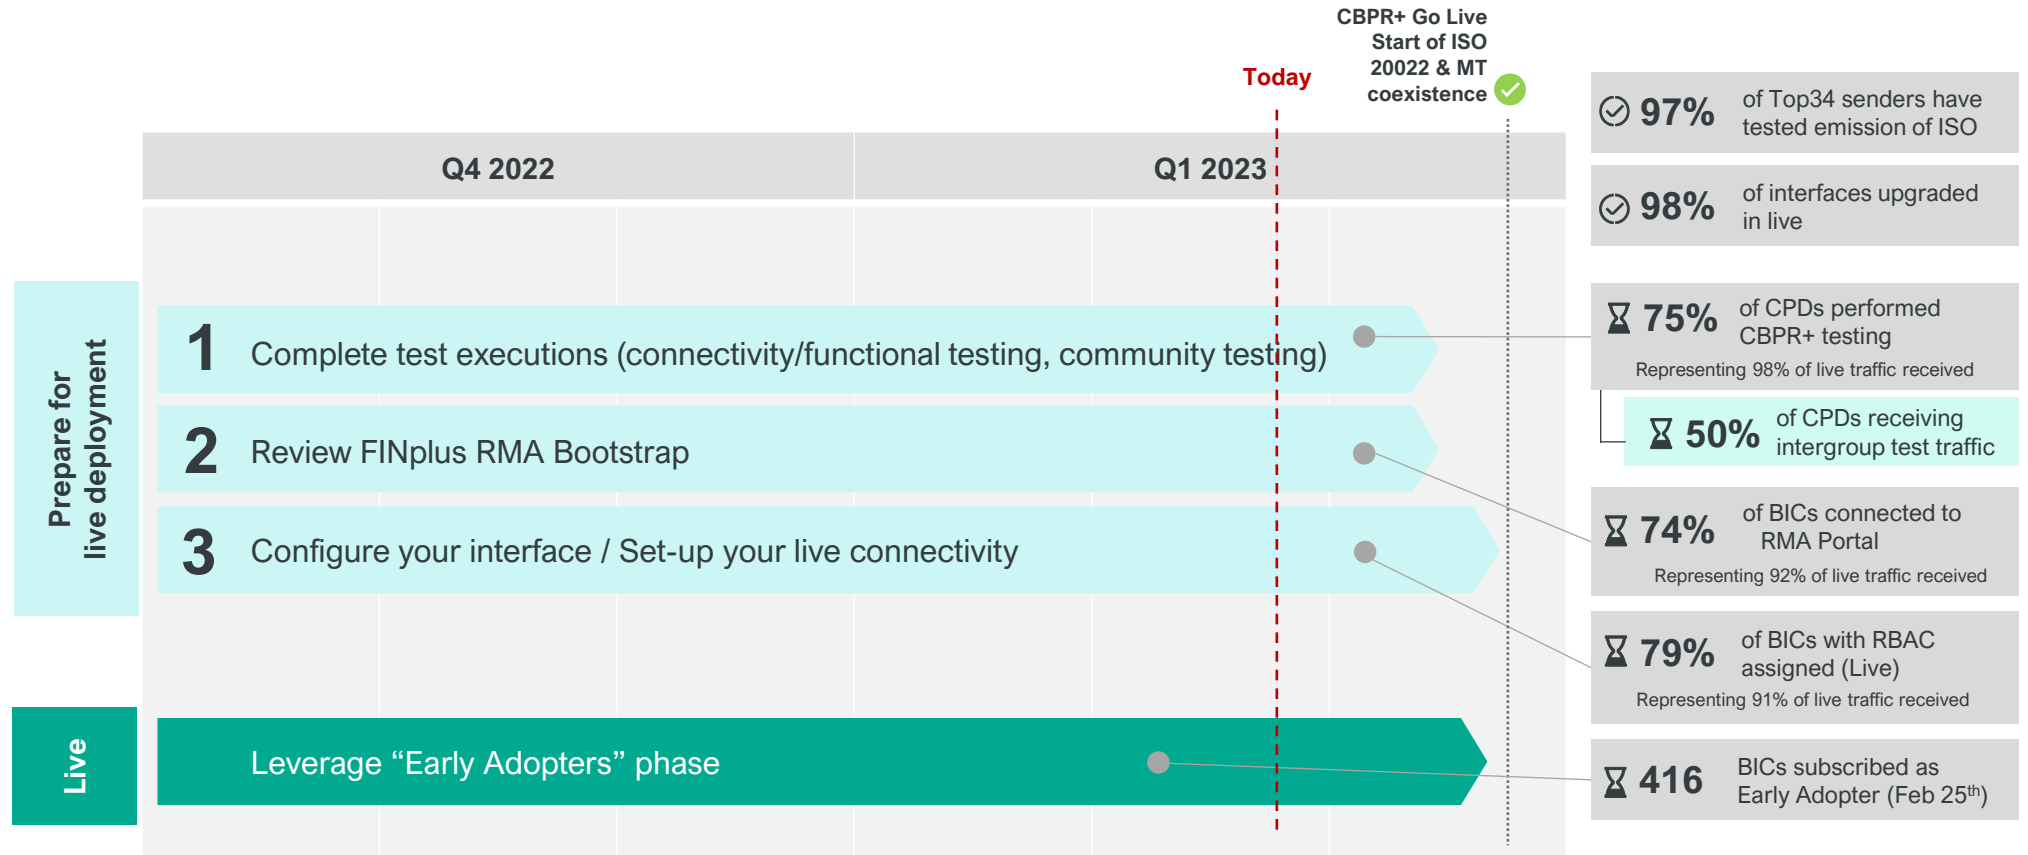 CBPR+ Go Live
Start of ISO
20022 & MT
coexistence
Today
Q4 2022
Q1 2023
Prepare for
live deployment
1
Complete test executions (connectivity/functional testing, community testing)
2
Review FINplus RMA Bootstrap
3
Configure your interface / Set-up your live connectivity
Live
Leverage “Early Adopters” phase
97%
of Top34 senders have
tested emission of ISO
98%
of interfaces upgraded
in live
75%
of CPDs performed
CBPR+ testing
Representing 98% of live traffic received
50%
of CPDs receiving
intergroup test traffic
74%
of BICs connected to
RMA Portal
Representing 92% of live traffic received
79%
of BICs with RBAC
assigned (Live)
Representing 91% of live traffic received
416
BICs subscribed as
Early Adopter (Feb 25th)